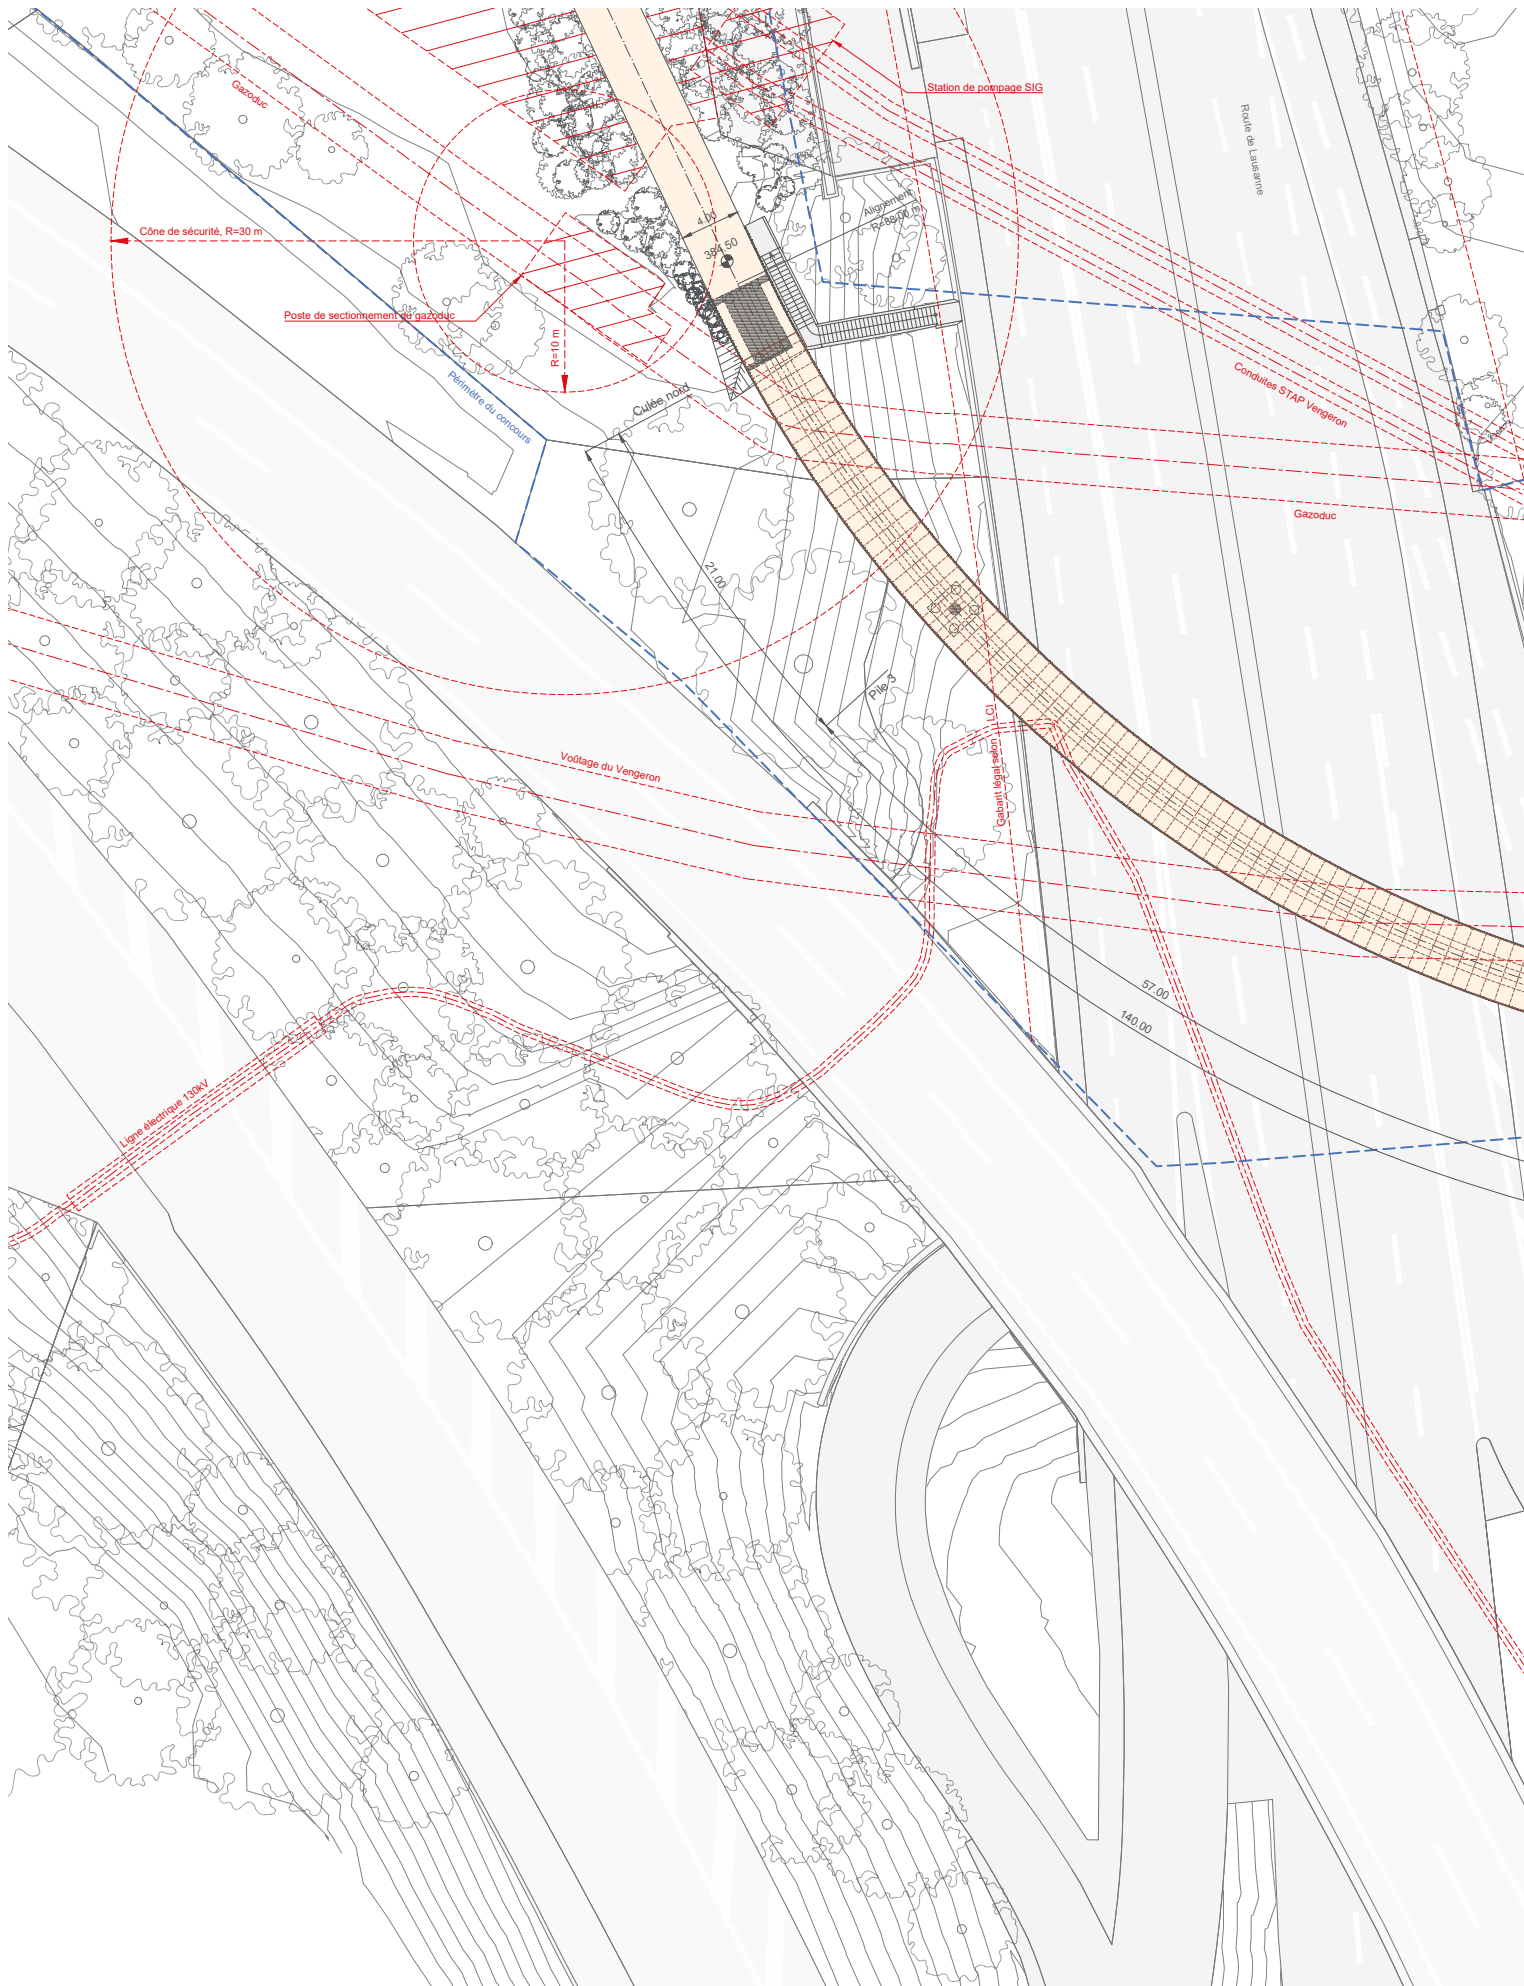 Gazoduc
Station de pompage SIG
Route de Lausanne
Alignement
R=88.00 m
4.00
384.50
Cône de sécurité, R=30 m
Poste de sectionnement du gazoduc
R=10 m
Périmètre du concours
Culée nord
Conduites STAP Vengeron
Gazoduc
21.00
Pile 3
Gabarit légal selon LCI
Voûtage du Vengeron
57.00
140.00
Ligne électrique 130kV